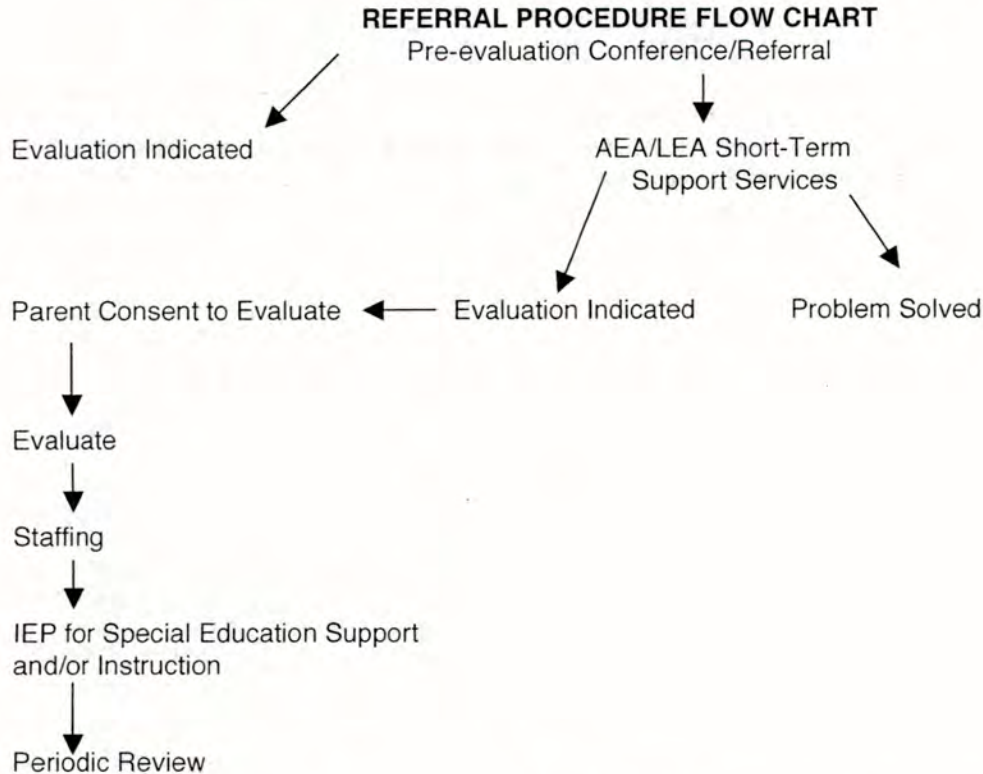 REFERRAL PROCEDURE FLOW CHART
Pre-evaluation Conference/Referral
Evaluation Indicated
AEA/LEA Short-Term
Support Services
Parent Consent to Evaluate
Evaluation Indicated
Problem Solved
Evaluate
Staffing
IEP for Special Education Support
and/or Instruction
Periodic Review